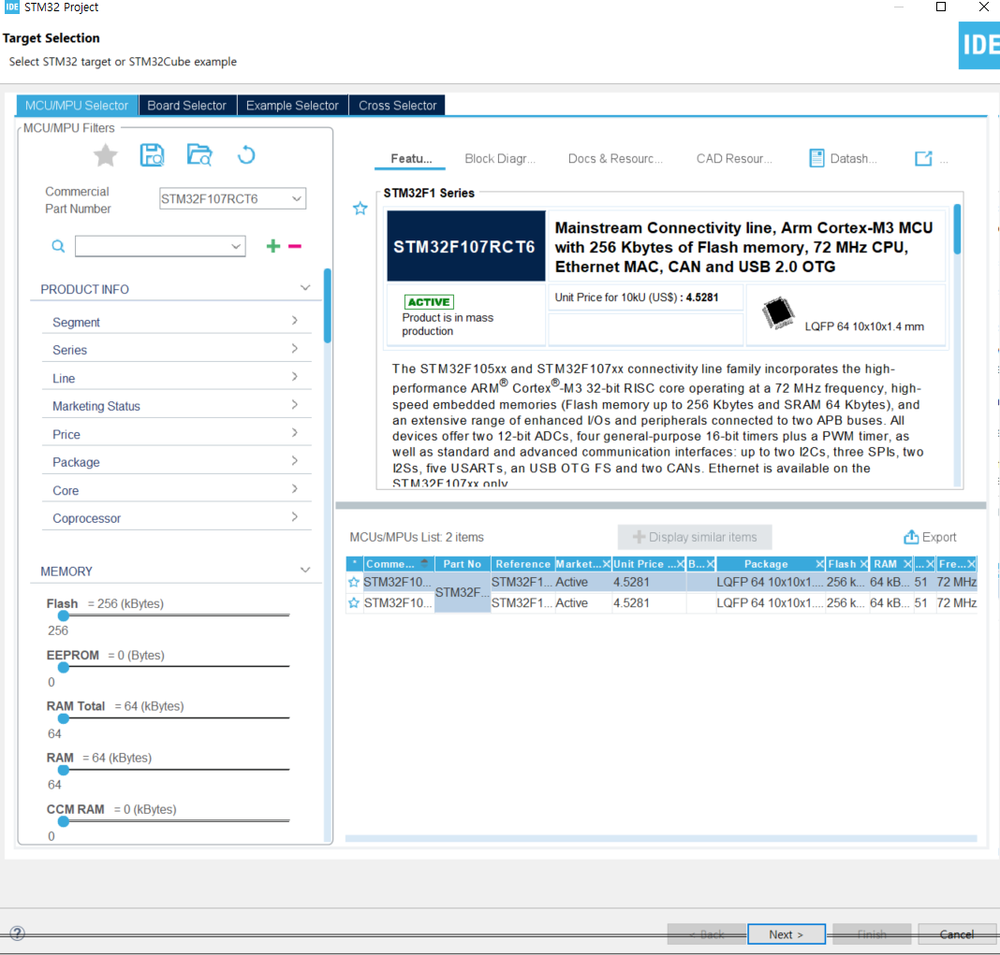 IDE STM32 Project
Target Selection
Select STM32 target or STM32Cube example
IDE
MCU/MPU Selector Board Selector Example Selector Cross Selector
MCU/MPU Filters
Commercial
Part Number
STM32F107RCT6
PRODUCT INFO
Segment
Series
Line
Marketing Status
Price
Package
Core
Coprocessor
MEMORY
Flash = 256 (kBytes)
256
EEPROM = 0 (Bytes)
0
RAM Total = 64 (kBytes)
64
RAM = 64 (kBytes)
64
CCM RAM = 0 (kBytes)
0
Featu... Block Diagr... Docs & Resourc... CAD Resour... Datash... ...
STM32F1 Series
STM32F107RCT6
Mainstream Connectivity line, Arm Cortex-M3 MCU
with 256 Kbytes of Flash memory, 72 MHz CPU,
Ethernet MAC, CAN and USB 2.0 OTG
ACTIVE
Product is in mass
production
Unit Price for 10kU (US$) : 4.5281
LQFP 64 10x10x1.4 mm
The STM32F105xx and STM32F107xx connectivity line family incorporates the high-
performance ARM® Cortex®-M3 32-bit RISC core operating at a 72 MHz frequency, high-
speed embedded memories (Flash memory up to 256 Kbytes and SRAM 64 Kbytes), and
an extensive range of enhanced I/Os and peripherals connected to two APB buses. All
devices offer two 12-bit ADCs, four general-purpose 16-bit timers plus a PWM timer, as
well as standard and advanced communication interfaces: up to two I2Cs, three SPIs, two
I2Ss, five USARTs, an USB OTG FS and two CANs. Ethernet is available on the
STM32F107xx only.
MCUs/MPUs List: 2 items
+ Display similar items
Export
* Comme... Part No Reference Market... X Unit Price ... X B... X Package X Flash X RAM X ... X Fre... X
STM32F10... STM32F... STM32F1... Active 4.5281 LQFP 64 10x10x1.... 256 k... 64 kB... 51 72 MHz
STM32F10... STM32F1... Active 4.5281 LQFP 64 10x10x1.... 256 k... 64 kB... 51 72 MHz
?
< Back Next > Finish Cancel